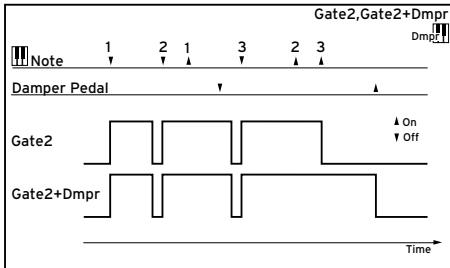 Gate2,Gate2+Dmpr
Dmpr
1 2 1 3 2 3
Note
Damper Pedal
On
Off
Gate2
Gate2+Dmpr
Time